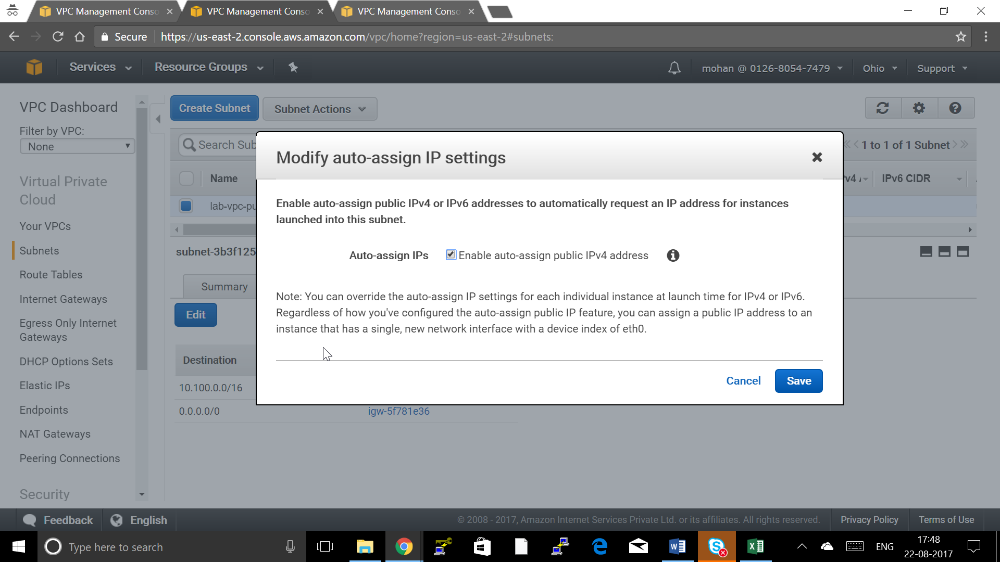 VPC Management Conso
VPC Management Conso
VPC Management Conso
Secure
https://us-east-2.console.aws.amazon.com/vpc/home?region=us-east-2#subnets:
Services
Resource Groups
mohan @ 0126-8054-7479
Ohio
Support
VPC Dashboard
Filter by VPC:
None
Virtual Private
Cloud
Your VPCs
Subnets
Route Tables
Internet Gateways
Egress Only Internet
Gateways
DHCP Options Sets
Elastic IPs
Endpoints
NAT Gateways
Peering Connections
Security
Create Subnet
Subnet Actions
Search Sub
1 to 1 of 1 Subnet
Name
IPv6 CIDR
lab-vpc-pu
subnet-3b3f125
Summary
Edit
Destination
10.100.0.0/16
0.0.0.0/0
igw-5f781e36
Modify auto-assign IP settings
Enable auto-assign public IPv4 or IPv6 addresses to automatically request an IP address for instances
launched into this subnet.
Auto-assign IPs
Enable auto-assign public IPv4 address
Note: You can override the auto-assign IP settings for each individual instance at launch time for IPv4 or IPv6.
Regardless of how you've configured the auto-assign public IP feature, you can assign a public IP address to an
instance that has a single, new network interface with a device index of eth0.
Cancel
Save
Feedback
English
© 2008 - 2017, Amazon Internet Services Private Ltd. or its affiliates. All rights reserved.
Privacy Policy
Terms of Use
Type here to search
ENG
17:48
22-08-2017